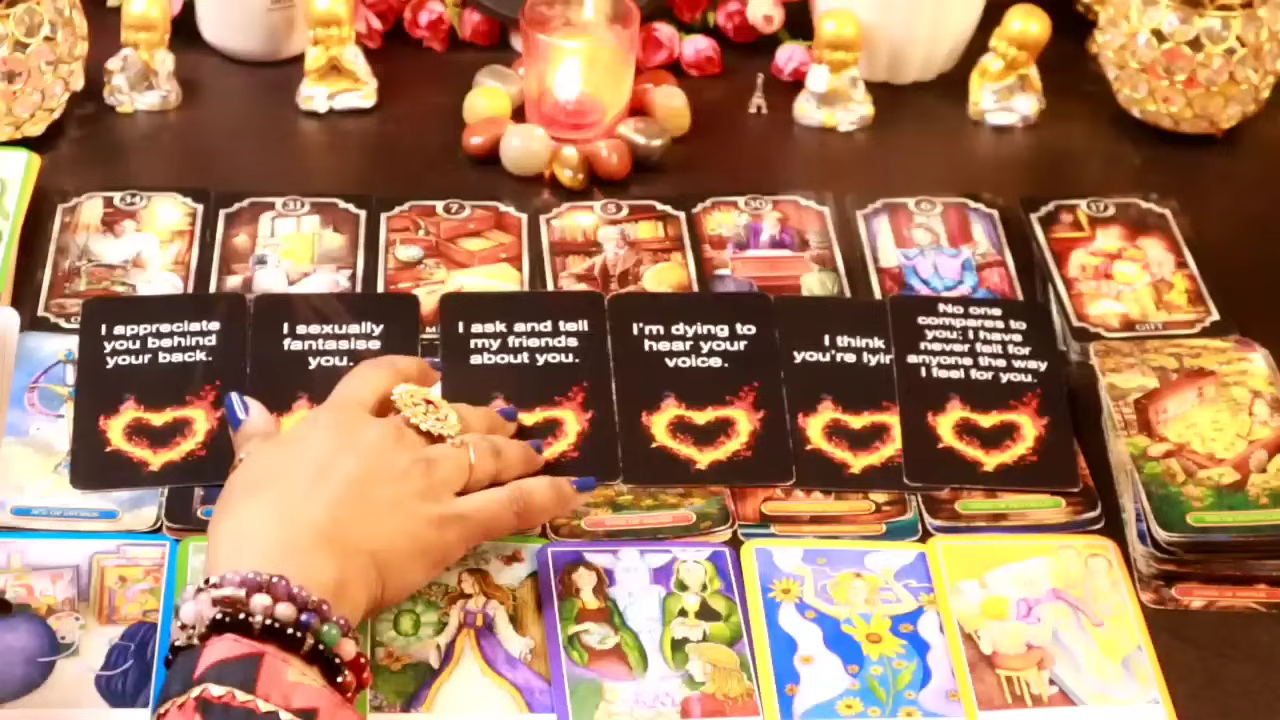 34
31
7
5
30
6
17
GIFT
I appreciate
you behind
your back.
I sexually
fantasise
you.
I ask and tell
my friends
about you.
I'm dying to
hear your
voice.
I think
you're lyin
No one
compares to
you; I have
never felt for
anyone the way
I feel for you.